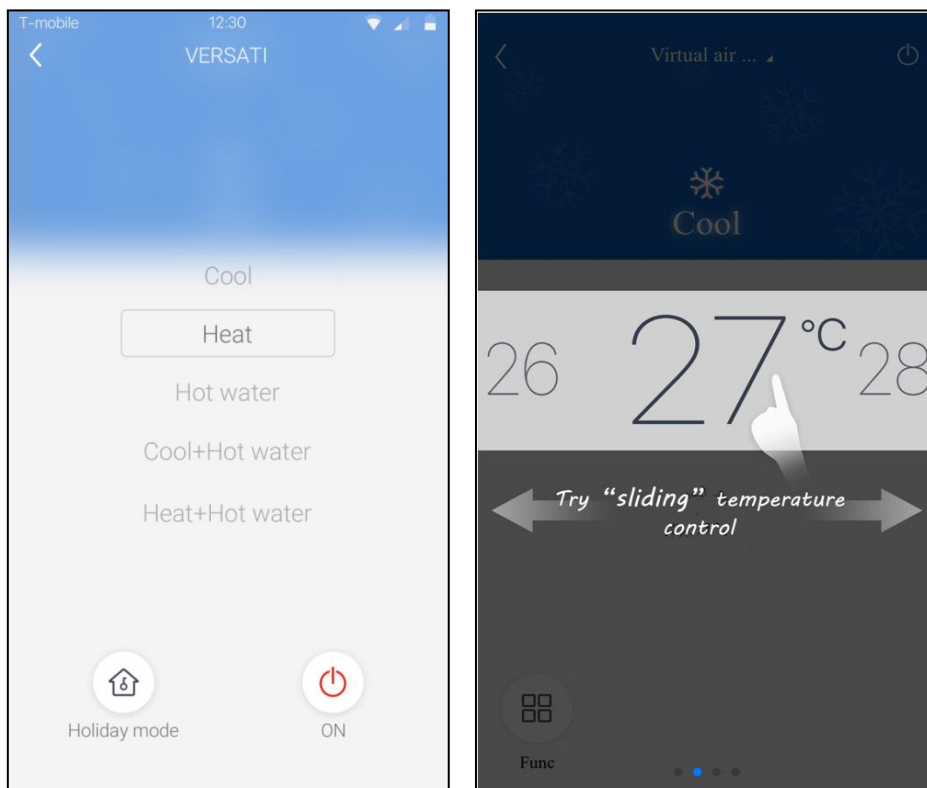 T-mobile 12:30
VERSATI
Cool
Heat
Hot water
Cool+Hot water
Heat+Hot water
Holiday mode ON
Virtual air ...
Cool
26 27°C 28
Try “sliding” temperature
control
Func